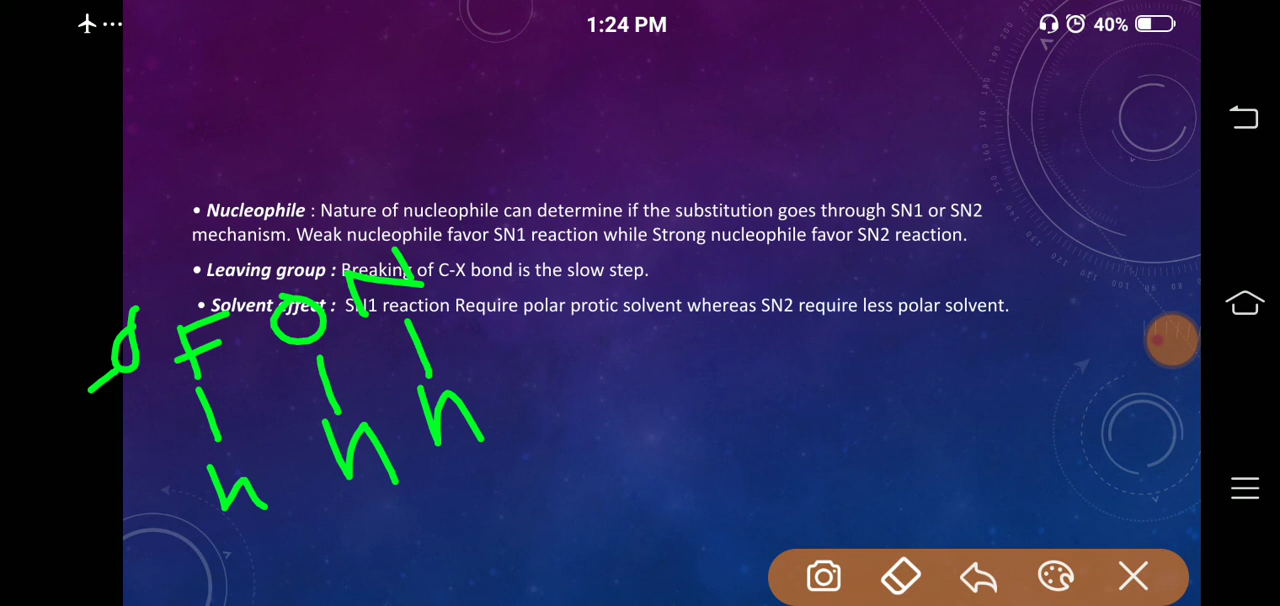 1:24 PM
40%
• Nucleophile : Nature of nucleophile can determine if the substitution goes through SN1 or SN2
mechanism. Weak nucleophile favor SN1 reaction while Strong nucleophile favor SN2 reaction.
• Leaving group : Breaking of C-X bond is the slow step.
• Solvent effect : SN1 reaction Require polar protic solvent whereas SN2 require less polar solvent.
F O N
h h h